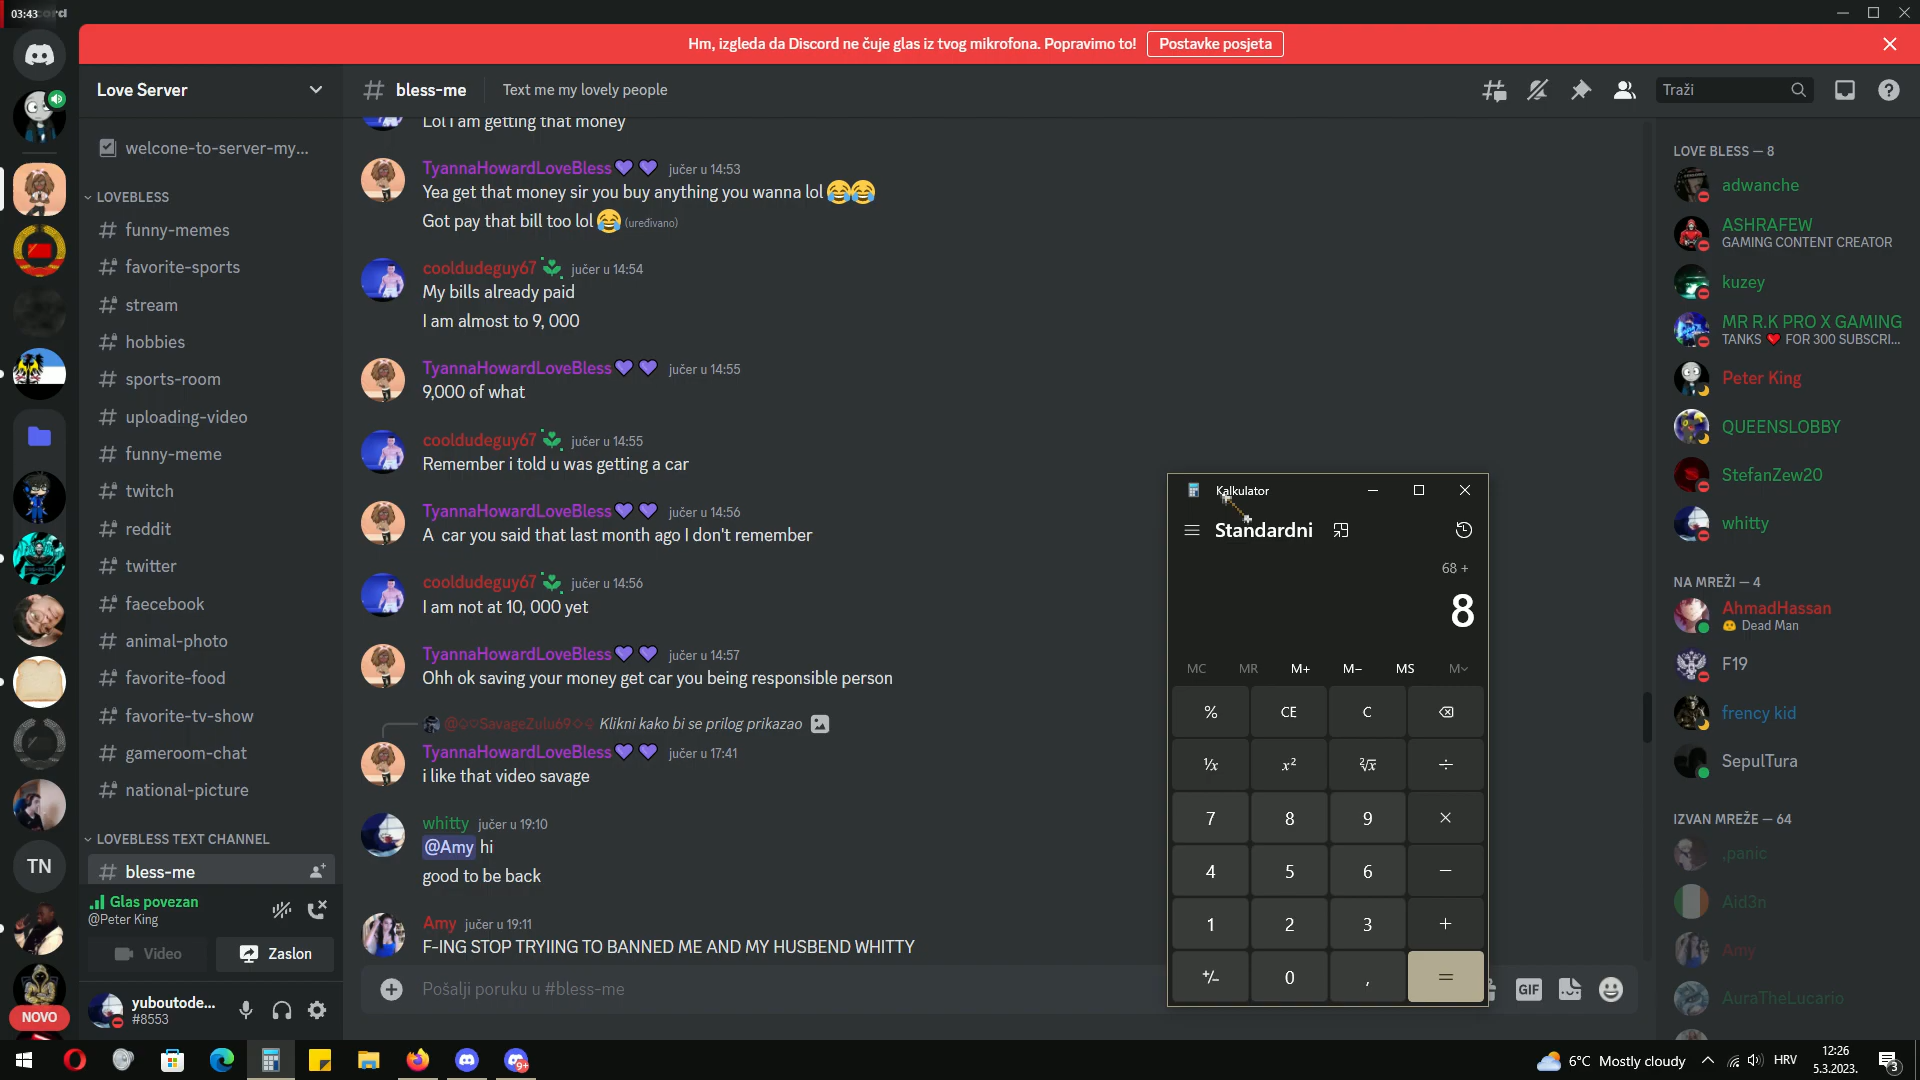 03:43
Hm, izgleda da Discord ne čuje glas iz tvog mikrofona. Popravimo to! Postavke posjeta
Love Server
# bless-me Text me my lovely people
Traži
welcone-to-server-my...
LOVEBLESS
# funny-memes
# favorite-sports
# stream
# hobbies
# sports-room
# uploading-video
# funny-meme
# twitch
# reddit
# twitter
# faecebook
# animal-photo
# favorite-food
# favorite-tv-show
# gameroom-chat
# national-picture
LOVEBLESS TEXT CHANNEL
# bless-me
Glas povezan
@Peter King
Video Zaslon
yuboutode...
#8553
TN
NOVO
Lol I am getting that money
TyannaHowardLoveBless💜 💜 jučer u 14:53
Yea get that money sir you buy anything you wanna lol 😂😂
Got pay that bill too lol 😂 (uređivano)
cooldudeguy67 jučer u 14:54
My bills already paid
I am almost to 9, 000
TyannaHowardLoveBless💜 💜 jučer u 14:55
9,000 of what
cooldudeguy67 jučer u 14:55
Remember i told u was getting a car
TyannaHowardLoveBless💜 💜 jučer u 14:56
A car you said that last month ago I don't remember
cooldudeguy67 jučer u 14:56
I am not at 10, 000 yet
TyannaHowardLoveBless💜 💜 jučer u 14:57
Ohh ok saving your money get car you being responsible person
SavageZulu69 Klikni kako bi se prilog prikazao
TyannaHowardLoveBless💜 💜 jučer u 17:41
i like that video savage
whitty jučer u 19:10
@Amy hi
good to be back
Amy jučer u 19:11
F-ING STOP TRYIING TO BANNED ME AND MY HUSBEND WHITTY
Pošalji poruku u #bless-me
GIF
Kalkulator
Standardni
68 +
8
MC MR M+ M− MS M
% CE C
⅟x x² ²√x ÷
7 8 9 ×
4 5 6 −
1 2 3 +
+/− 0 , =
LOVE BLESS — 8
adwanche
ASHRAFEW
GAMING CONTENT CREATOR
kuzey
MR R.K PRO X GAMING
TANKS ❤️ FOR 300 SUBSCRI...
Peter King
QUEENSLOBBY
StefanZew20
whitty
NA MREŽI — 4
AhmadHassan
Dead Man
F19
frency kid
SepulTura
IZVAN MREŽE — 64
,panic
Aid3n
Amy
AuraTheLucario
9+
6°C Mostly cloudy
HRV
12:26
5.3.2023.
3